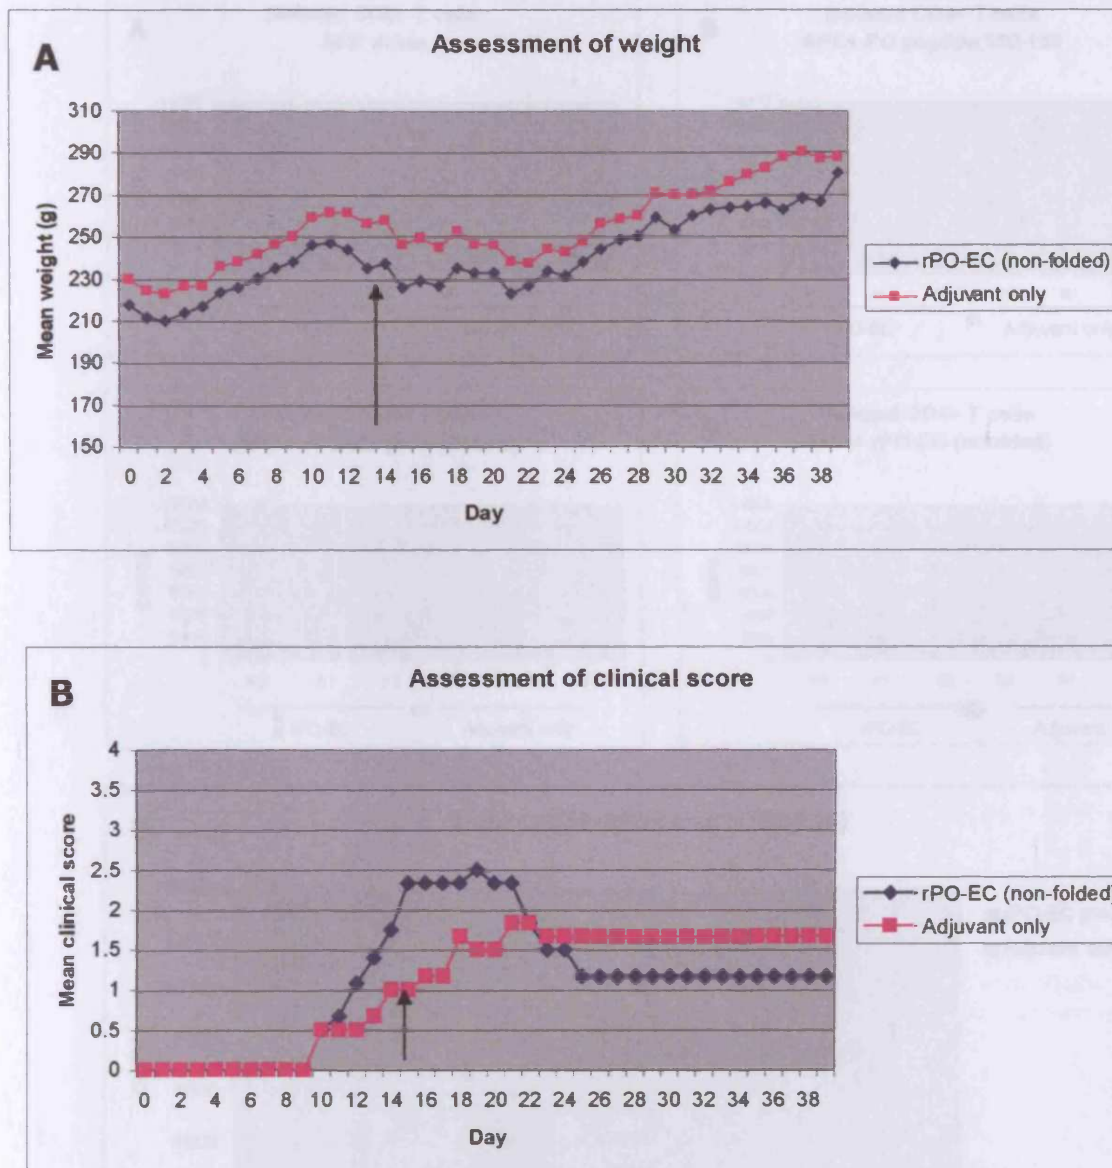 A
Assessment of weight
310
290
270
250
230
210
190
170
150
Mean weight (g)
0 2 4 6 8 10 12 14 16 18 20 22 24 26 28 30 32 34 36 38
Day
rPO-EC (non-folded)
Adjuvant only
B
Assessment of clinical score
4
3.5
3
2.5
2
1.5
1
0.5
0
Mean clinical score
0 2 4 6 8 10 12 14 16 18 20 22 24 26 28 30 32 34 36 38
Day
rPO-EC (non-folded)
Adjuvant only